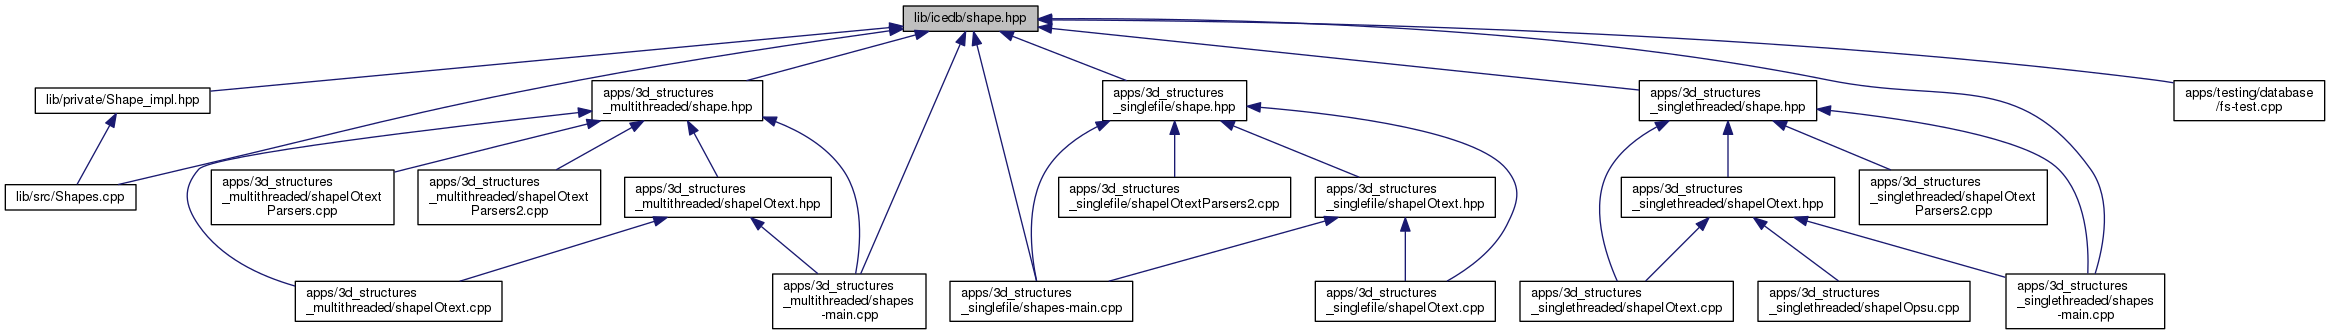 lib/icedb/shape.hpp
lib/private/Shape_impl.hpp
apps/3d_structures
_multithreaded/shape.hpp
apps/3d_structures
_singlefile/shape.hpp
apps/3d_structures
_singlethreaded/shape.hpp
apps/testing/database
/fs-test.cpp
lib/src/Shapes.cpp
apps/3d_structures
_multithreaded/shapeIOtext
Parsers.cpp
apps/3d_structures
_multithreaded/shapeIOtext
Parsers2.cpp
apps/3d_structures
_multithreaded/shapeIOtext.hpp
apps/3d_structures
_singlefile/shapeIOtextParsers2.cpp
apps/3d_structures
_singlefile/shapeIOtext.hpp
apps/3d_structures
_singlethreaded/shapeIOtext.hpp
apps/3d_structures
_singlethreaded/shapeIOtext
Parsers2.cpp
apps/3d_structures
_multithreaded/shapeIOtext.cpp
apps/3d_structures
_multithreaded/shapes
-main.cpp
apps/3d_structures
_singlefile/shapes-main.cpp
apps/3d_structures
_singlefile/shapeIOtext.cpp
apps/3d_structures
_singlethreaded/shapeIOtext.cpp
apps/3d_structures
_singlethreaded/shapeIOpsu.cpp
apps/3d_structures
_singlethreaded/shapes
-main.cpp